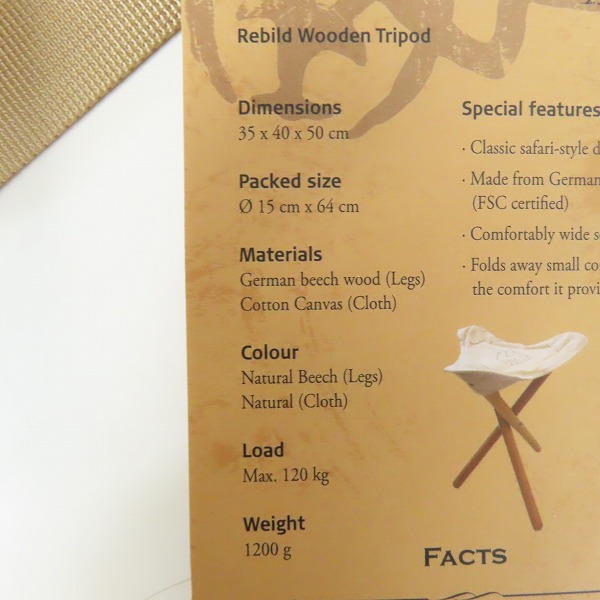 Rebild Wooden Tripod
Dimensions
35 x 40 x 50 cm
Packed size
Ø 15 cm x 64 cm
Materials
German beech wood (Legs)
Cotton Canvas (Cloth)
Colour
Natural Beech (Legs)
Natural (Cloth)
Load
Max. 120 kg
Weight
1200 g
Special features
· Classic safari-style
· Made from German
(FSC certified)
· Comfortably wide
· Folds away small
the comfort it
FACTS